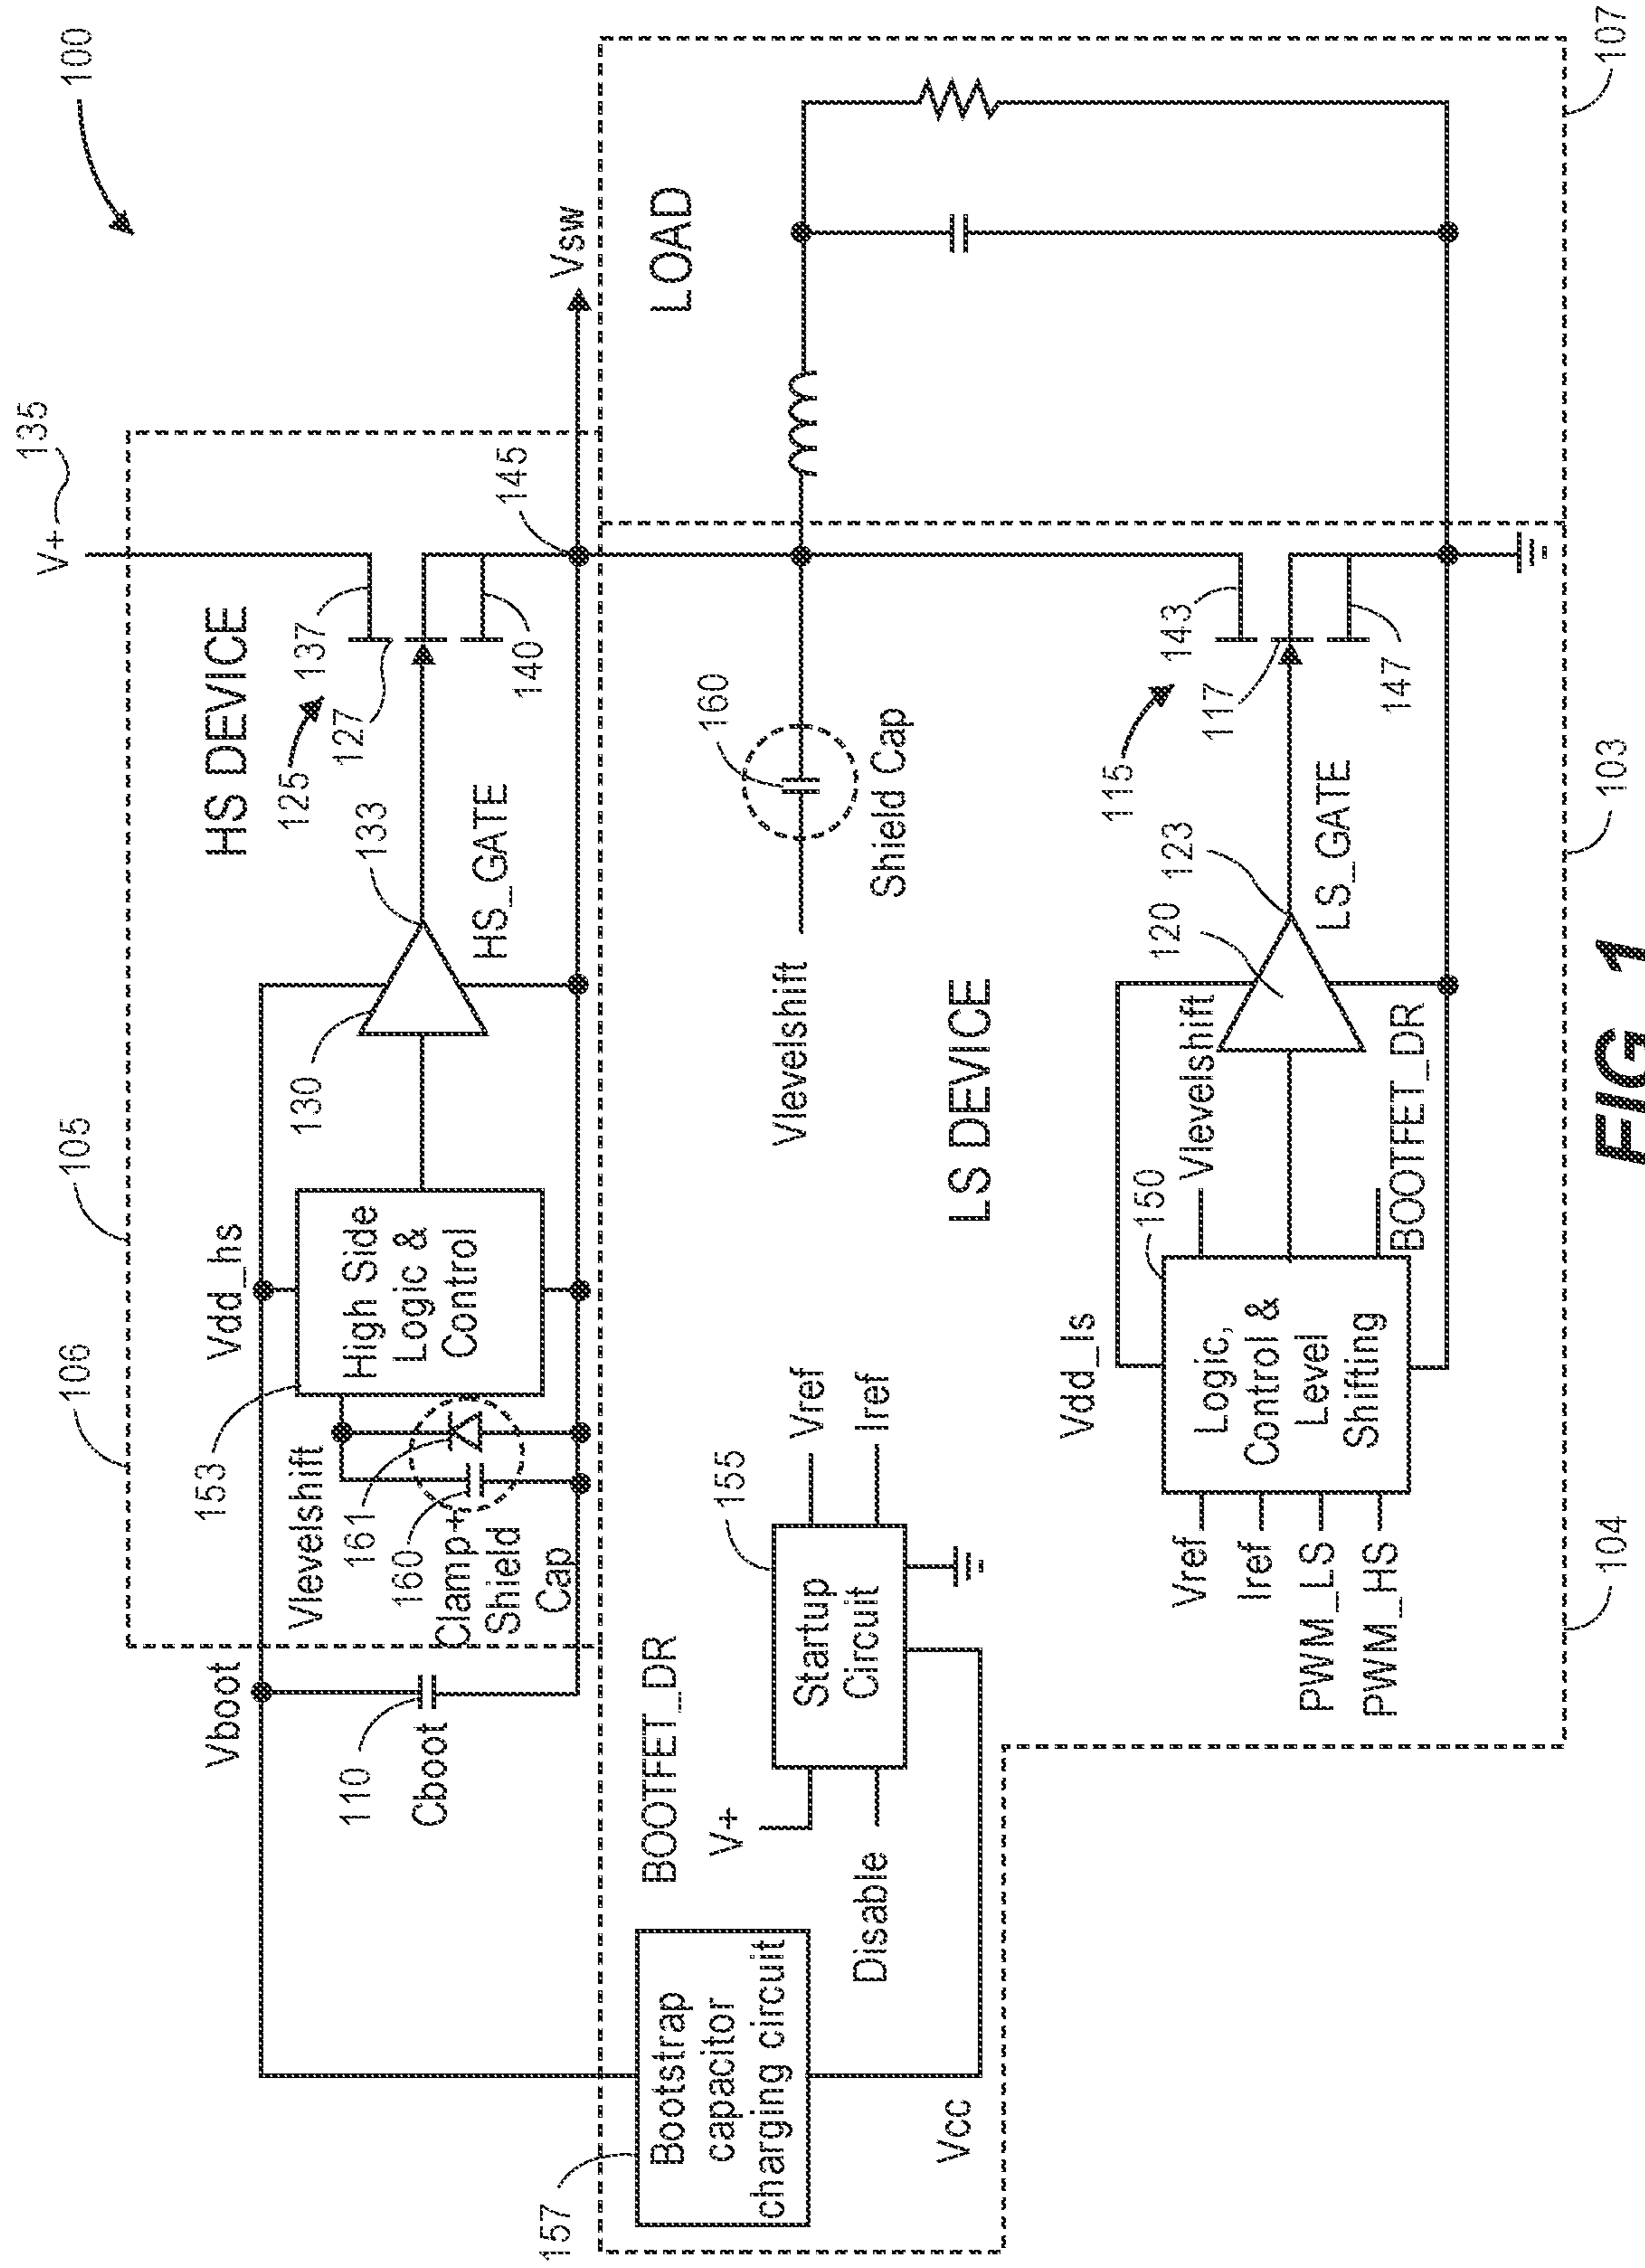 100
V+
135
106
105
HS DEVICE
Vboot
Vdd_hs
153
130
133
125
137
127
High Side
Logic &
Control
Vlevelshift
161
160
Clamp+
Shield
Cap
110
Cboot
HS_GATE
140
145
Vsw
157
Bootstrap
capacitor
charging circuit
BOOTFET_DR
V+
Disable
155
Startup
Circuit
Vref
Iref
Vcc
160
Vlevelshift
Shield Cap
LOAD
LS DEVICE
Vdd_ls
150
Vlevelshift
120
123
115
143
117
147
Vref
Iref
PWM_LS
PWM_HS
Logic,
Control &
Level
Shifting
BOOTFET_DR
LS_GATE
104
103
107
FIG. 1